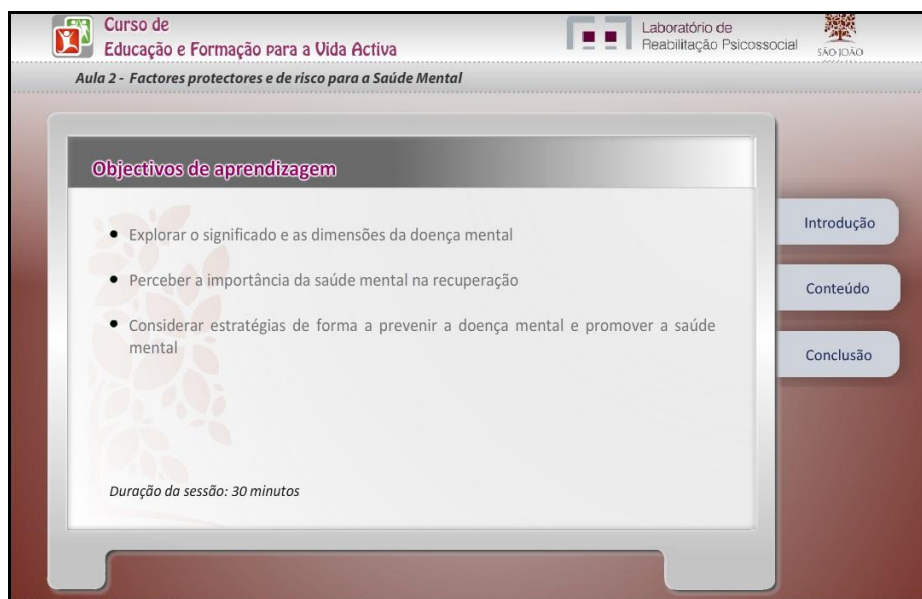 Curso de
Educação e Formação para a Vida Activa
Laboratório de
Reabilitação Psicossocial
SÃO JOÃO
Aula 2 - Factores protectores e de risco para a Saúde Mental
Objectivos de aprendizagem
Explorar o significado e as dimensões da doença mental
Perceber a importância da saúde mental na recuperação
Considerar estratégias de forma a prevenir a doença mental e promover a saúde
mental
Duração da sessão: 30 minutos
Introdução
Conteúdo
Conclusão